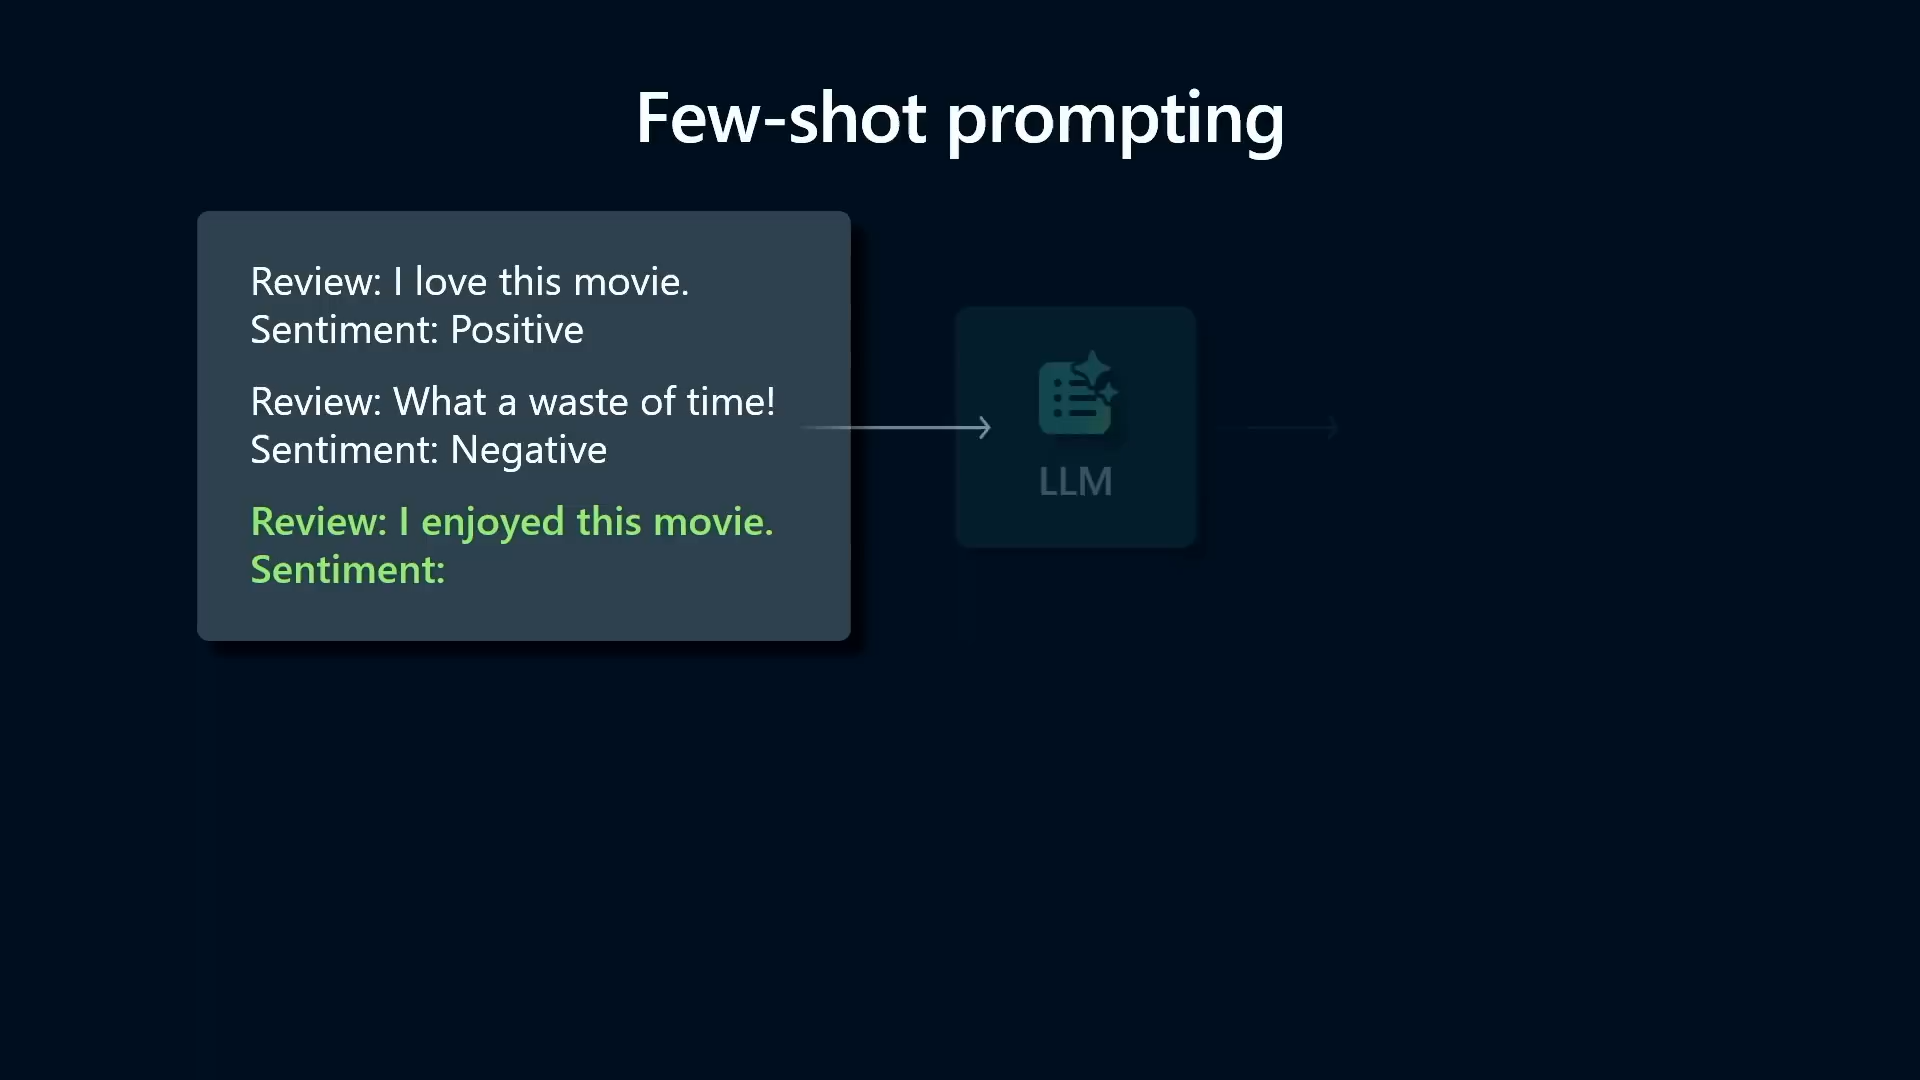 Few-shot prompting
Review: I love this movie.
Sentiment: Positive
Review: What a waste of time!
Sentiment: Negative
Review: I enjoyed this movie.
Sentiment:
LLM